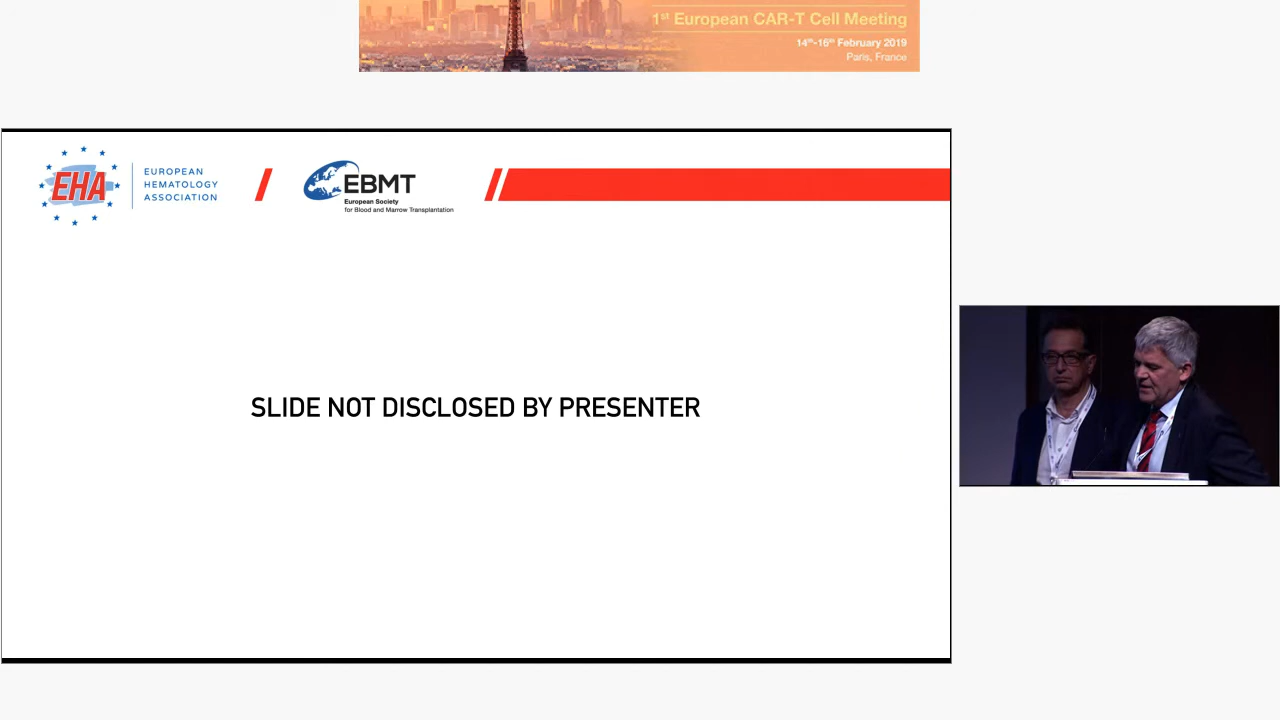 1st European CAR-T Cell Meeting
14th-16th February 2019
Paris, France
EHA
EUROPEAN
HEMATOLOGY
ASSOCIATION
EBMT
European Society
for Blood and Marrow Transplantation
SLIDE NOT DISCLOSED BY PRESENTER